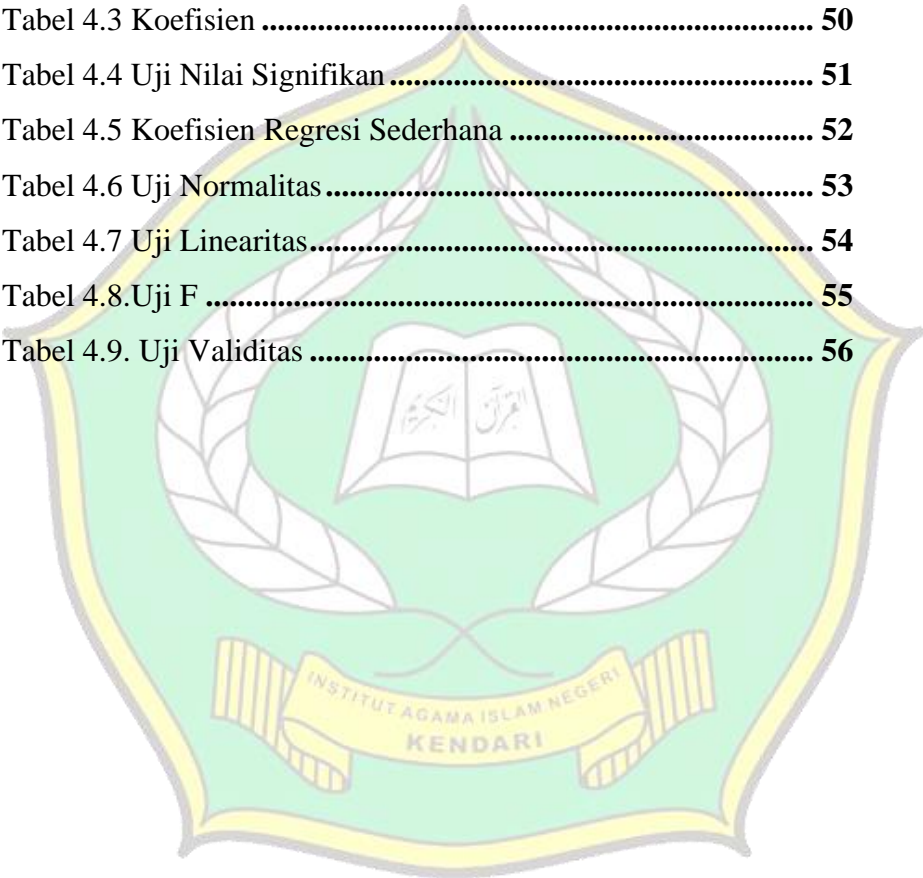 Tabel 4.3 Koefisien ..................................................................... 50
Tabel 4.4 Uji Nilai Signifikan..................................................... 51
Tabel 4.5 Koefisien Regresi Sederhana ...................................... 52
Tabel 4.6 Uji Normalitas............................................................. 53
Tabel 4.7 Uji Linearitas............................................................... 54
Tabel 4.8.Uji F ............................................................................ 55
Tabel 4.9. Uji Validitas ............................................................... 56
القرآن الكريم
INSTITUT AGAMA ISLAM NEGERI
KENDARI